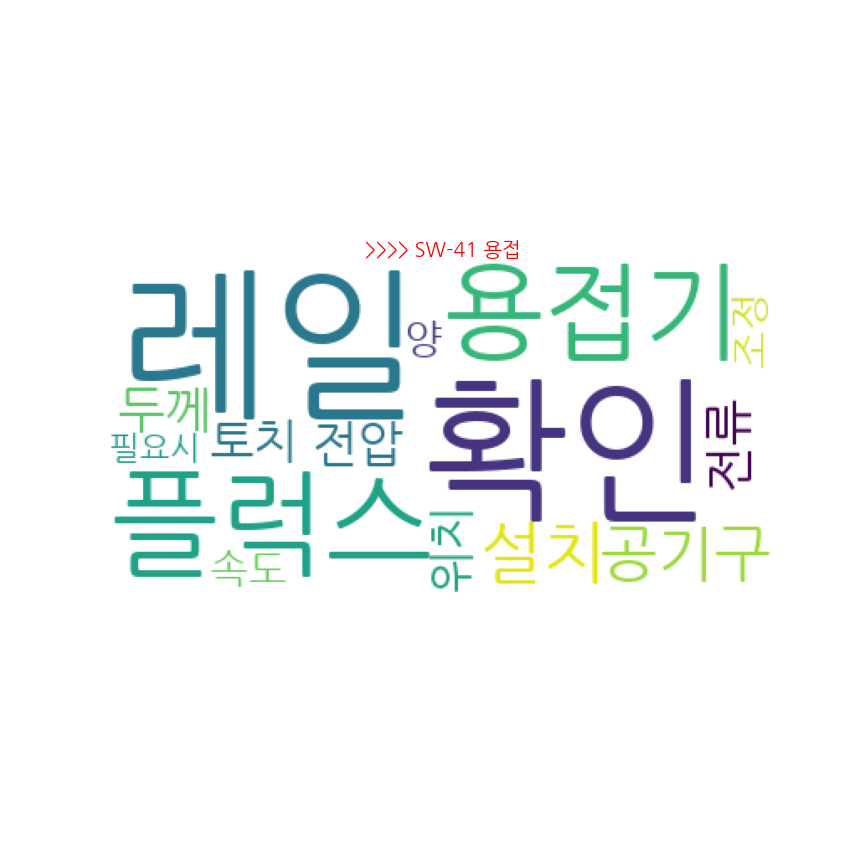 >>>> SW-41 용접
레일
양
용접기
조정
두께
필요시
토치
전압
확인
전류
플럭스
속도
위치
설치
공기구